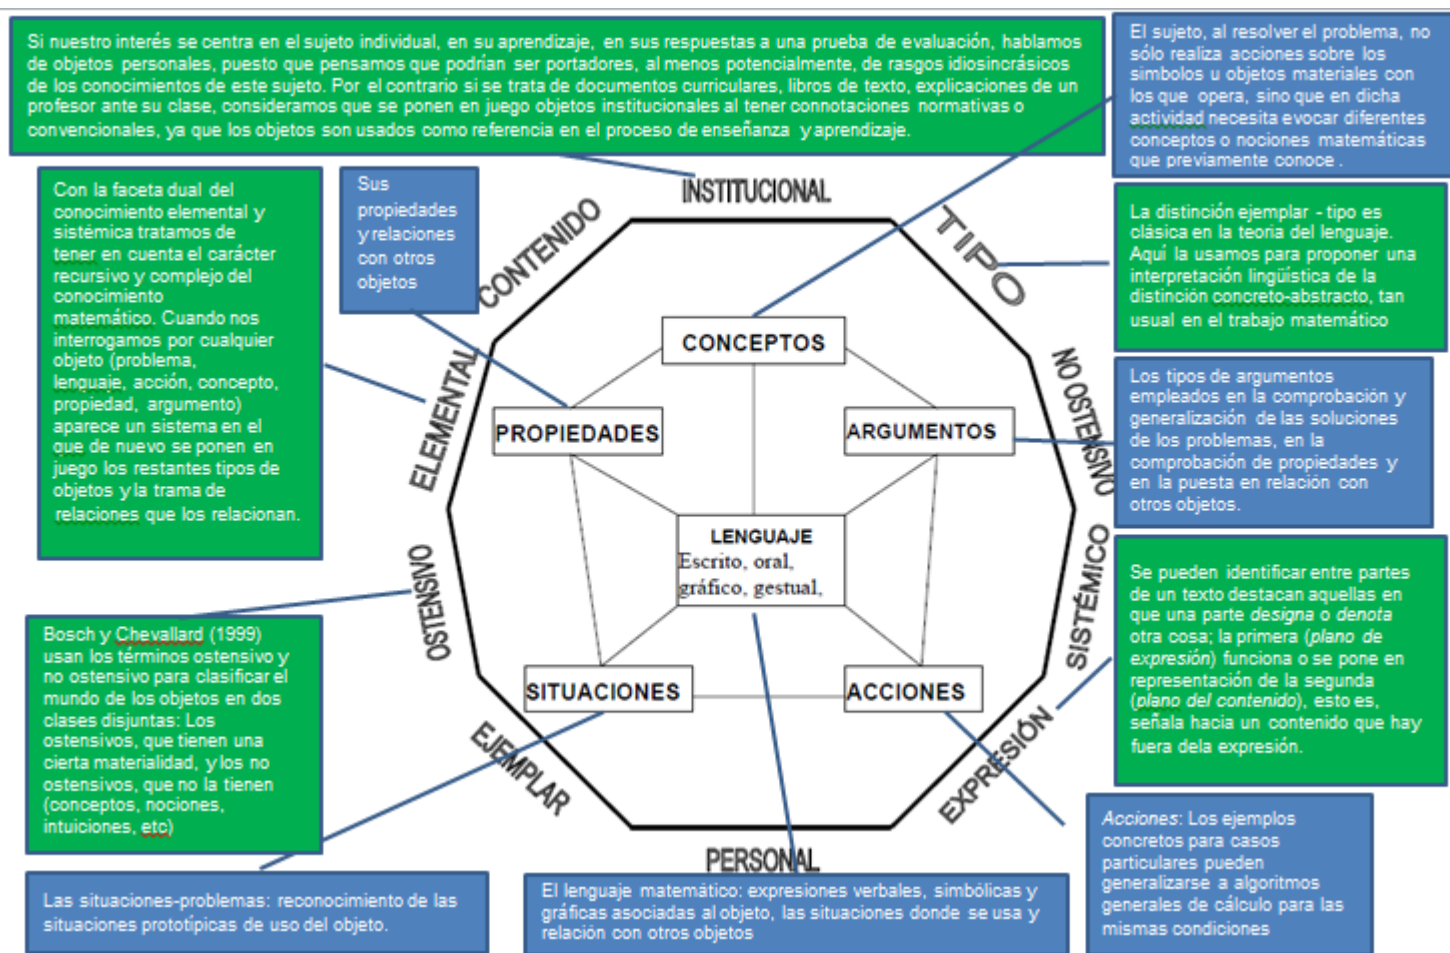 Si nuestro interés se centra en el sujeto individual, en su aprendizaje, en sus respuestas a una prueba de evaluación, hablamos
de objetos personales, puesto que pensamos que podrían ser portadores, al menos potencialmente, de rasgos idiosincrásicos
de los conocimientos de este sujeto. Por el contrario si se trata de documentos curriculares, libros de texto, explicaciones de un
profesor ante su clase, consideramos que se ponen en juego objetos institucionales al tener connotaciones normativas o
convencionales, ya que los objetos son usados como referencia en el proceso de enseñanza y aprendizaje.
El sujeto, al resolver el problema, no
sólo realiza acciones sobre los
simbolos u objetos materiales con
los que opera, sino que en dicha
actividad necesita evocar diferentes
conceptos o nociones matemáticas
que previamente conoce .
Con la faceta dual del
conocimiento elemental y
sistémica tratamos de
tener en cuenta el carácter
recursivo y complejo del
conocimiento
matemático. Cuando nos
interrogamos por cualquier
objeto (problema,
lenguaje, acción, concepto,
propiedad, argumento)
aparece un sistema en el
que de nuevo se ponen en
juego los restantes tipos de
objetos y la trama de
relaciones que los relacionan.
Sus
propiedades
y relaciones
con otros
objetos
INSTITUCIONAL
CONTENIDO
TIPO
La distinción ejemplar - tipo es
clásica en la teoria del lenguaje.
Aquí la usamos para proponer una
interpretación lingüística de la
distinción concreto-abstracto, tan
usual en el trabajo matemático
CONCEPTOS
ELEMENTAL
NO OSTENSIVO
PROPIEDADES
ARGUMENTOS
Los tipos de argumentos
empleados en la comprobación y
generalización de las soluciones
de los problemas, en la
comprobación de propiedades y
en la puesta en relación con
otros objetos.
LENGUAJE
Escrito, oral,
gráfico, gestual,
OSTENSIVO
SISTÉMICO
Se pueden identificar entre partes
de un texto destacan aquellas en
que una parte designa o denota
otra cosa; la primera (plano de
expresión) funciona o se pone en
representación de la segunda
(plano del contenido), esto es,
señala hacia un contenido que hay
fuera dela expresión.
Bosch y Chevallard (1999)
usan los términos ostensivo y
no ostensivo para clasificar el
mundo de los objetos en dos
clases disjuntas: Los
ostensivos, que tienen una
cierta materialidad, y los no
ostensivos, que no la tienen
(conceptos, nociones,
intuiciones, etc)
SITUACIONES
ACCIONES
EJEMPLAR
EXPRESIÓN
PERSONAL
Acciones: Los ejemplos
concretos para casos
particulares pueden
generalizarse a algoritmos
generales de cálculo para las
mismas condiciones
Las situaciones-problemas: reconocimiento de las
situaciones prototípicas de uso del objeto.
El lenguaje matemático: expresiones verbales, simbólicas y
gráficas asociadas al objeto, las situaciones donde se usa y
relación con otros objetos